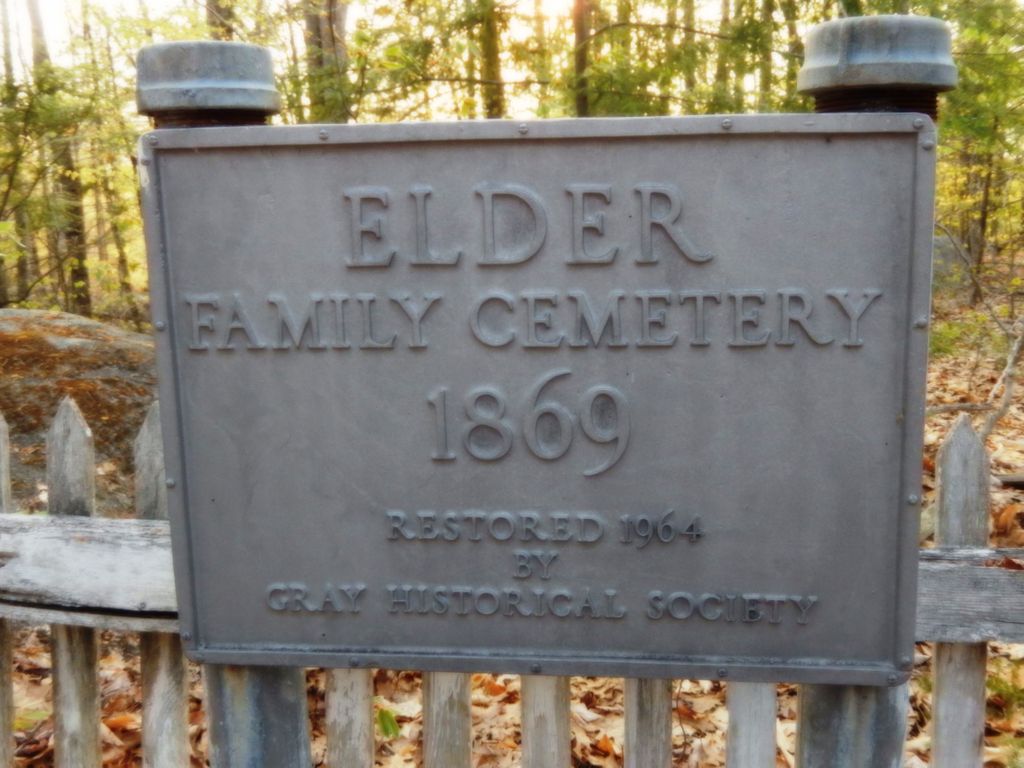 ELDER
FAMILY CEMETERY
1869
RESTORED 1964
BY
GRAY HISTORICAL SOCIETY